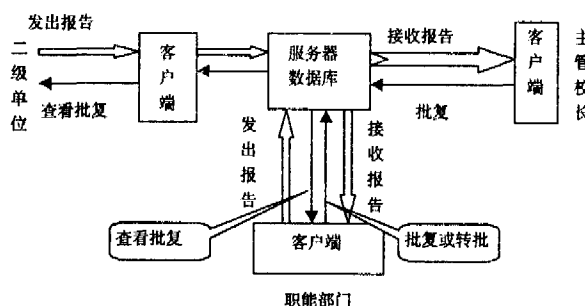 发出报告
二级单位
查看批复
客户端
服务器
数据库
接收报告
批复
客户端
主管校长
发出报告
接收报告
查看批复
客户端
批复或转批
职能部门